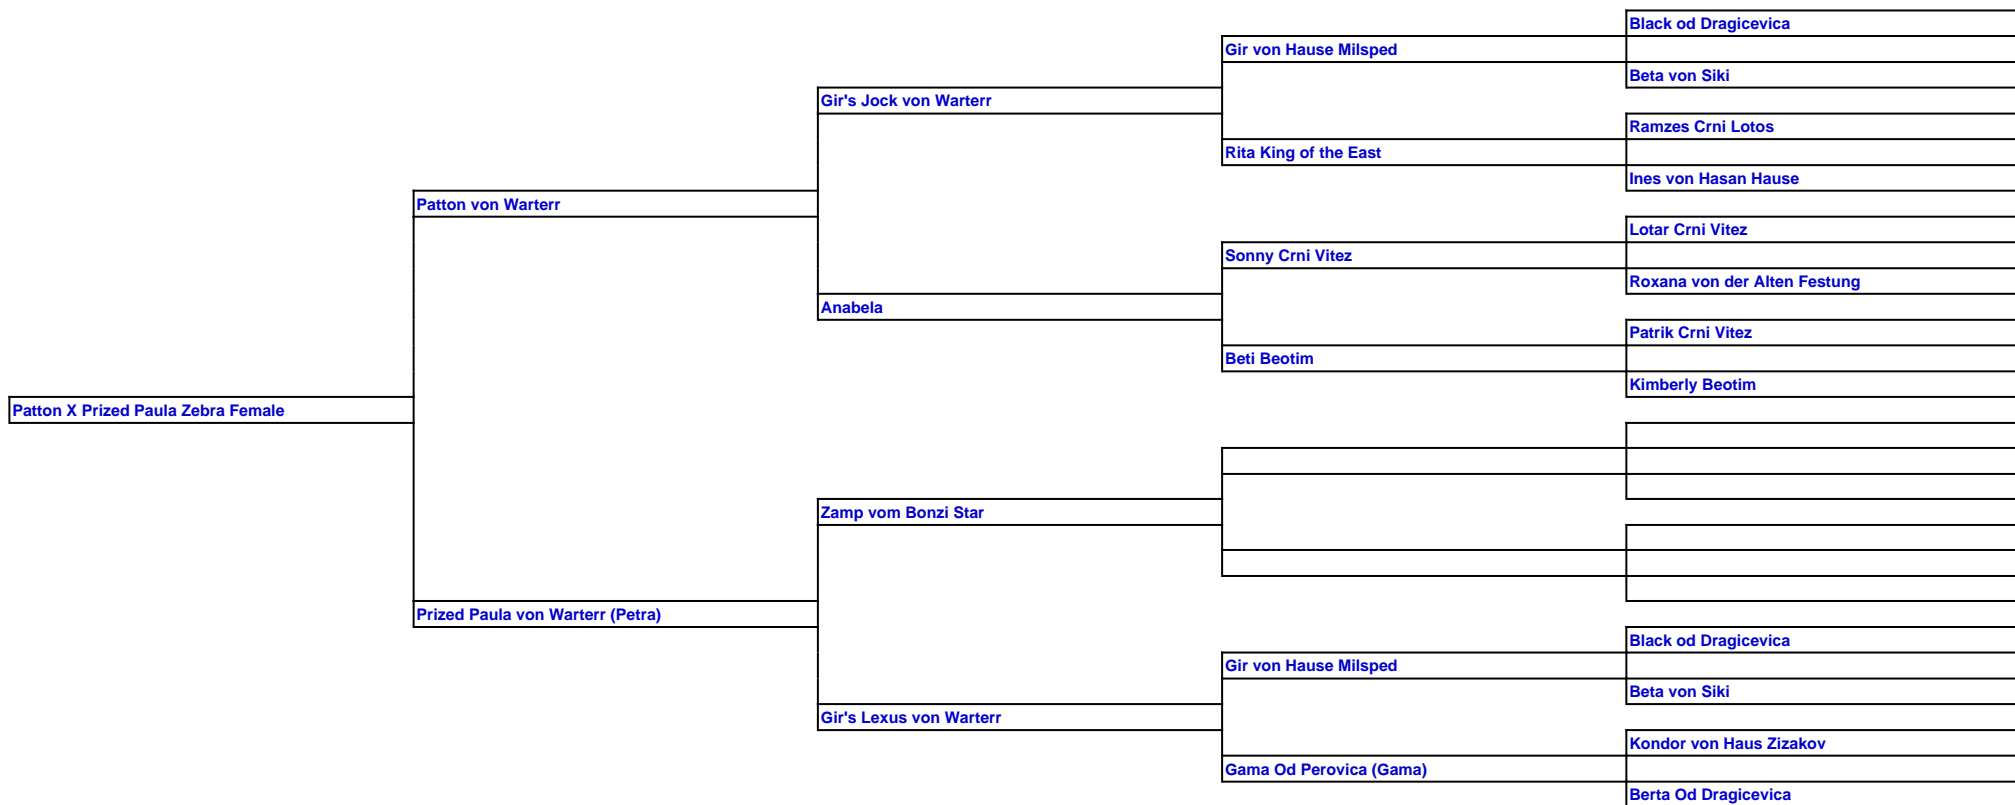 Black od Dragicevica
Gir von Hause Milsped
Beta von Siki
Gir's Jock von Warterr
Ramzes Crni Lotos
Rita King of the East
Ines von Hasan Hause
Patton von Warterr
Lotar Crni Vitez
Sonny Crni Vitez
Roxana von der Alten Festung
Anabela
Patrik Crni Vitez
Beti Beotim
Kimberly Beotim
Patton X Prized Paula Zebra Female
Zamp vom Bonzi Star
Prized Paula von Warterr (Petra)
Black od Dragicevica
Gir von Hause Milsped
Beta von Siki
Gir's Lexus von Warterr
Kondor von Haus Zizakov
Gama Od Perovica (Gama)
Berta Od Dragicevica